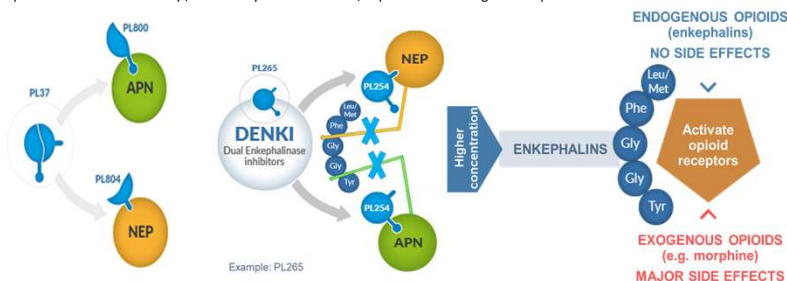 PL800
APN
PL37
PL804
NEP
PL265
DENKI
Dual Enkephalinase
inhibitors
Example: PL265
NEP
PL254
Leu/
Met
Phe
Gly
Gly
Tyr
PL254
APN
Higher
concentration
ENKEPHALINS
ENDOGENOUS OPIOIDS
(enkephalins)
NO SIDE EFFECTS
Leu/
Met
Phe
Gly
Gly
Tyr
Activate
opioid
receptors
EXOGENOUS OPIOIDS
(e.g. morphine)
MAJOR SIDE EFFECTS